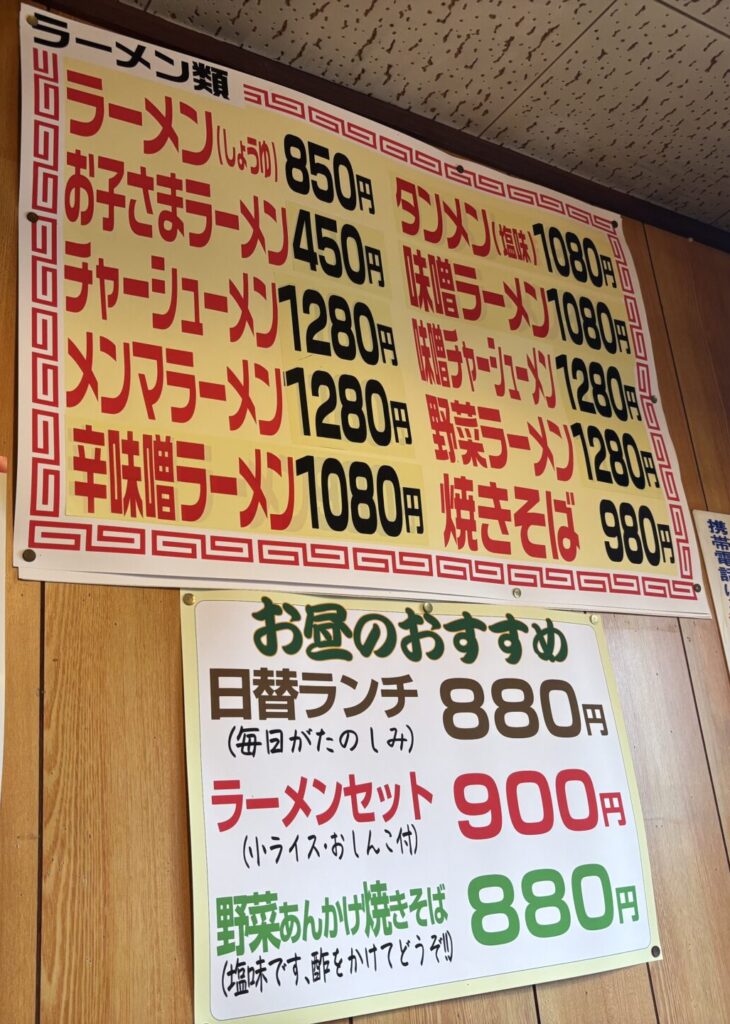 ラーメン類
ラーメン(しょうゆ) 850円
お子さまラーメン 450円
チャーシューメン 1280円
メンマラーメン 1280円
辛味噌ラーメン 1080円
タンメン(塩味) 1080円
味噌ラーメン 1080円
味噌チャーシューメン 1280円
野菜ラーメン 1280円
焼きそば 980円
お昼のおすすめ
日替ランチ 880円
(毎日がたのしみ)
ラーメンセット 900円
(小ライス・おしんこ付)
野菜あんかけ焼きそば 880円
(塩味です、酢をかけてどうぞ!!)
携帯電話